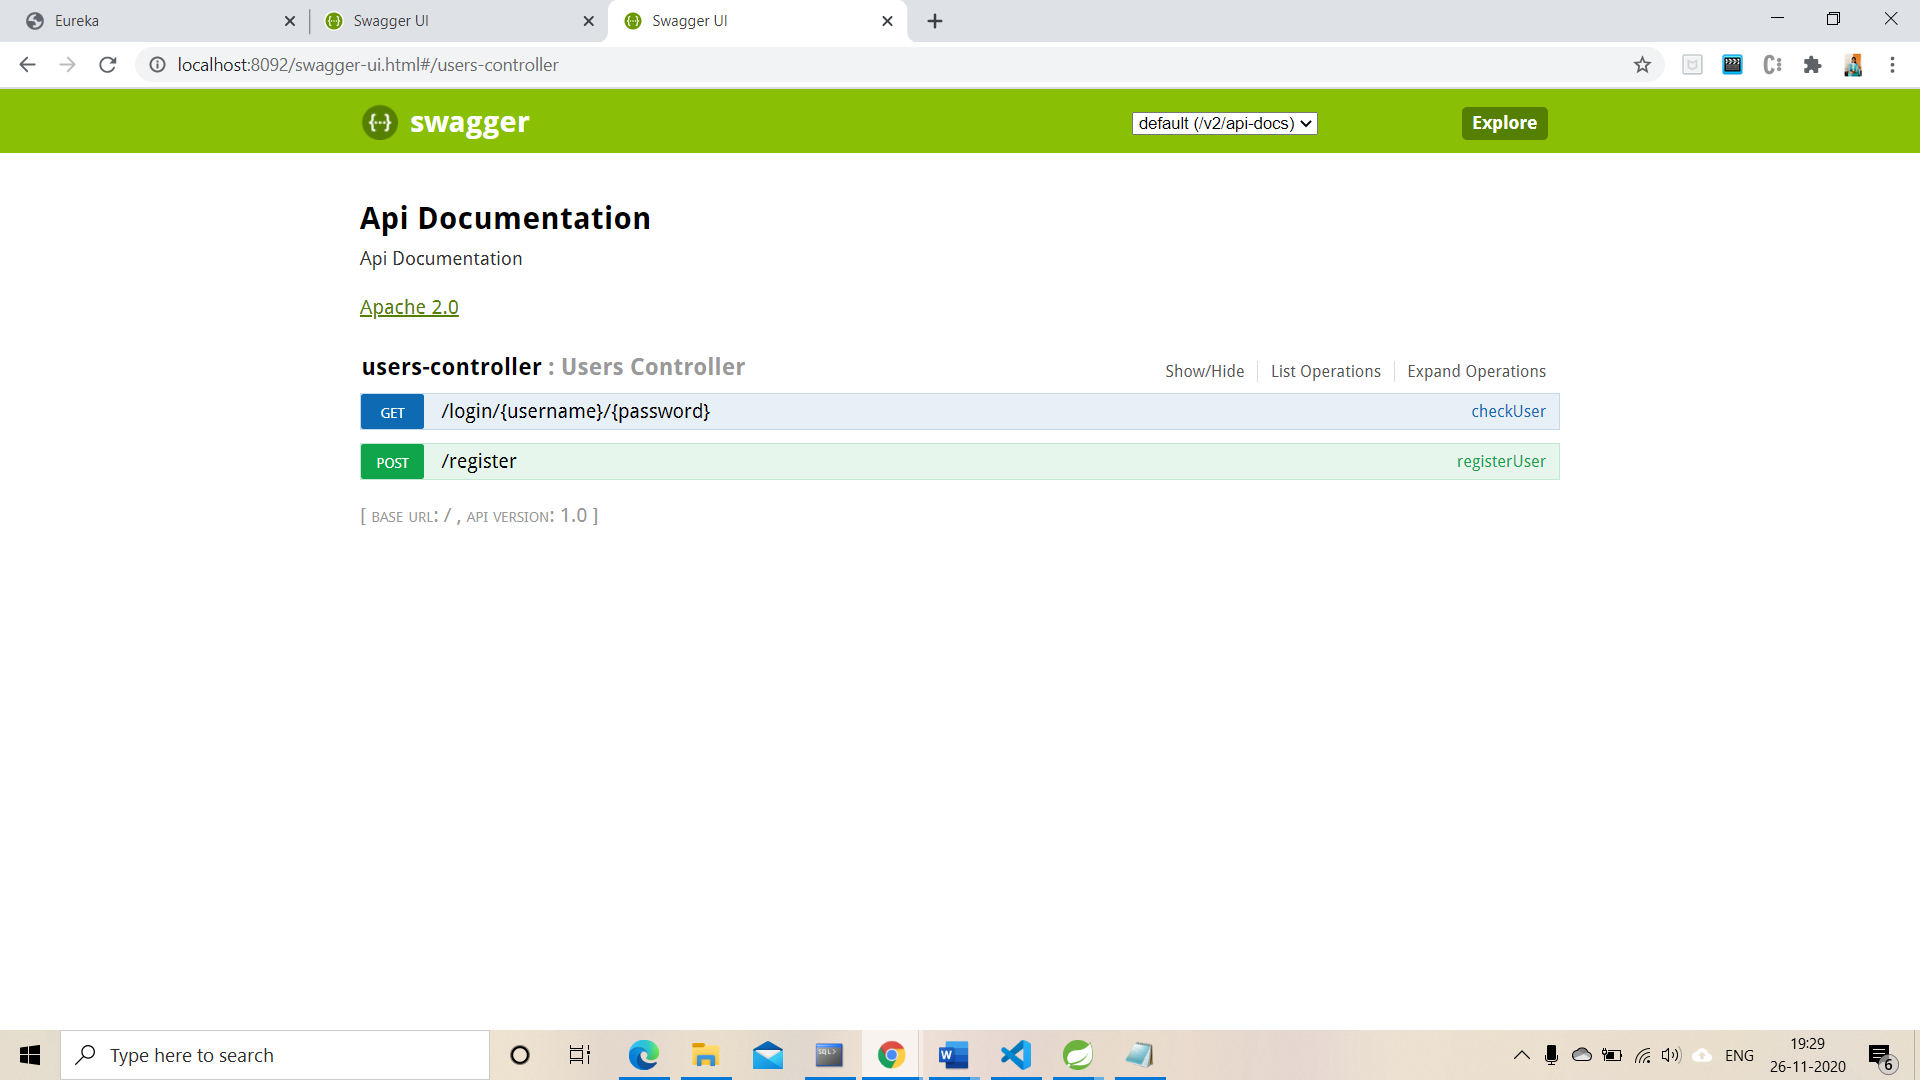 Eureka
Swagger UI
Swagger UI
localhost:8092/swagger-ui.html#/users-controller
{···} swagger
default (/v2/api-docs)
Explore
Api Documentation
Api Documentation
Apache 2.0
users-controller : Users Controller
Show/Hide
List Operations
Expand Operations
GET /login/{username}/{password} checkUser
POST /register registerUser
[ BASE URL: / , API VERSION: 1.0 ]
Type here to search
SQL>
W
ENG
19:29
26-11-2020
6